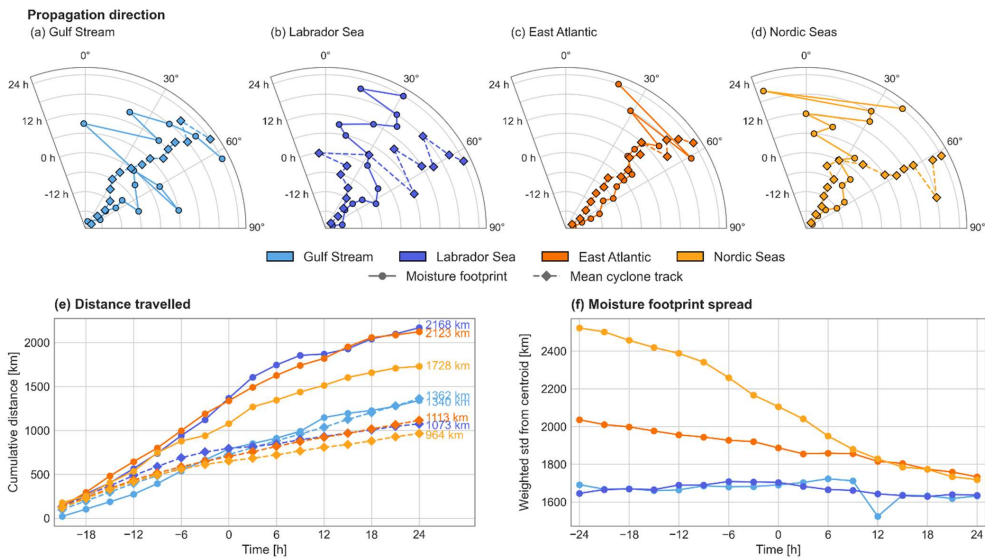 Propagation direction
(a) Gulf Stream
(b) Labrador Sea
(c) East Atlantic
(d) Nordic Seas
0°
30°
60°
90°
24 h
12 h
0 h
-12 h
0°
30°
60°
90°
24 h
12 h
0 h
-12 h
0°
30°
60°
90°
24 h
12 h
0 h
-12 h
0°
30°
60°
90°
24 h
12 h
0 h
-12 h
Gulf Stream
Labrador Sea
East Atlantic
Nordic Seas
Moisture footprint
Mean cyclone track
(e) Distance travelled
Cumulative distance [km]
2000
1500
1000
500
0
2168 km
2123 km
1728 km
1362 km
1340 km
1113 km
1073 km
964 km
−18
−12
−6
0
6
12
18
24
Time [h]
(f) Moisture footprint spread
Weighted std from centroid [km]
2400
2200
2000
1800
1600
−24
−18
−12
−6
0
6
12
18
24
Time [h]